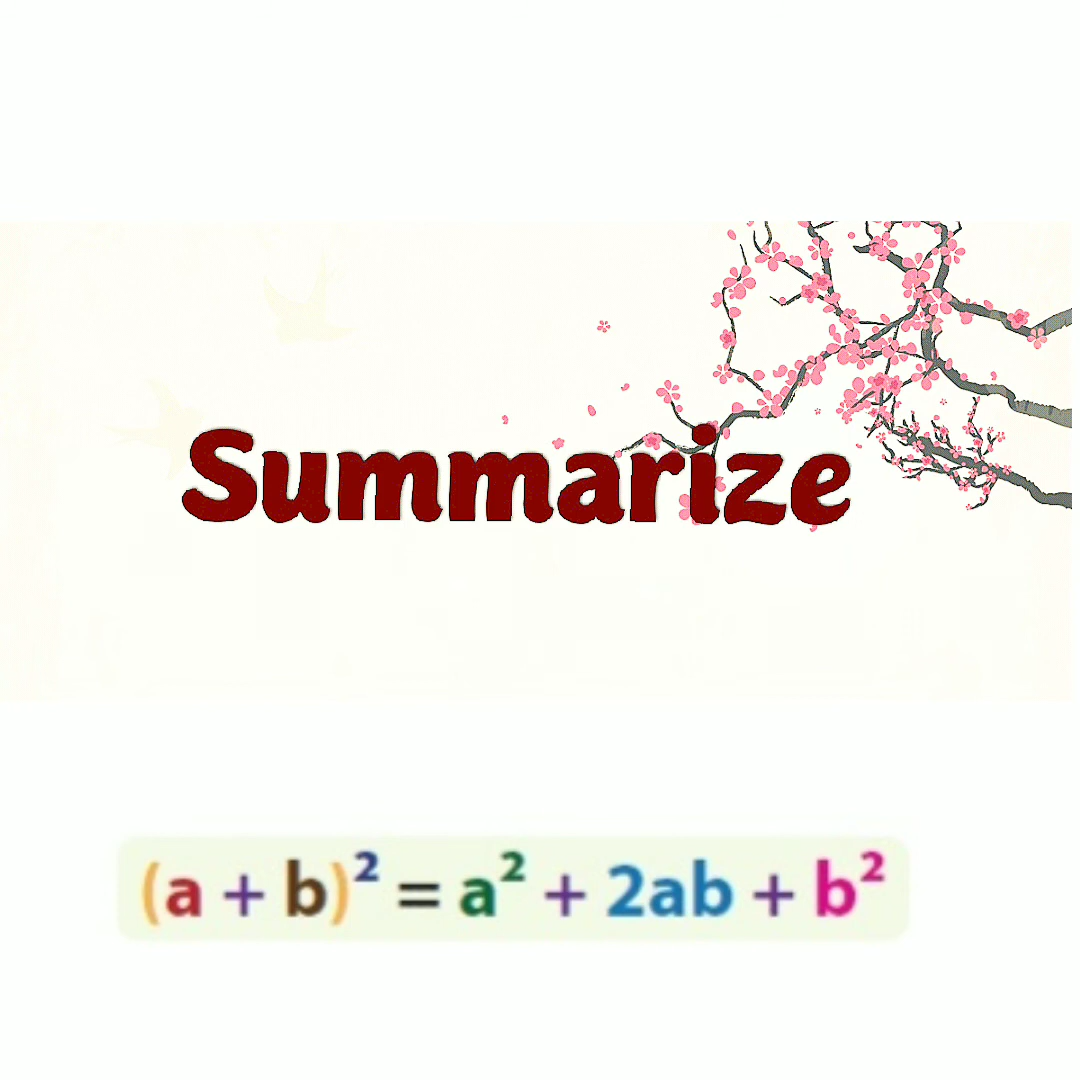 Summarize
(a + b)² = a² + 2ab + b²